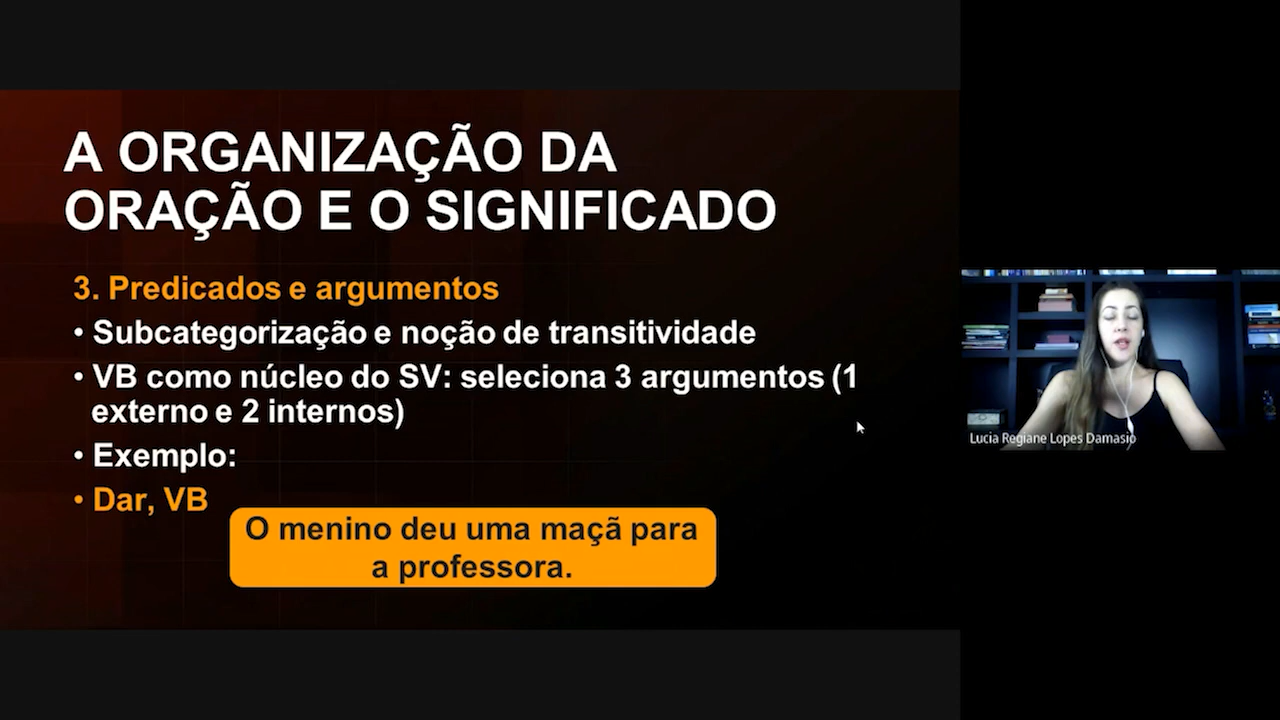 A ORGANIZAÇÃO DA
ORAÇÃO E O SIGNIFICADO
3. Predicados e argumentos
• Subcategorização e noção de transitividade
• VB como núcleo do SV: seleciona 3 argumentos (1
externo e 2 internos)
• Exemplo:
• Dar, VB
O menino deu uma maçã para
a professora.
Lucia Regiane Lopes Damasio